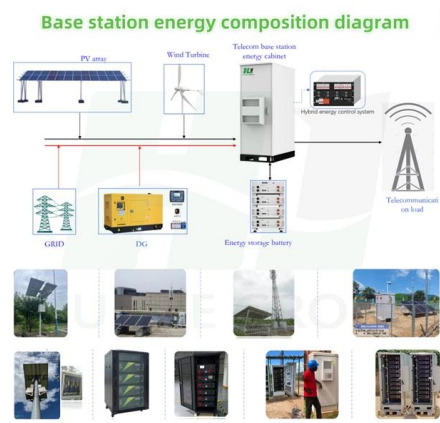 Base station energy composition diagram
PV array
Wind Turbine
Telecom base station
energy cabinet
Hybrid energy control system
Telecommunicati
on load
GRID
DG
Energy storage battery